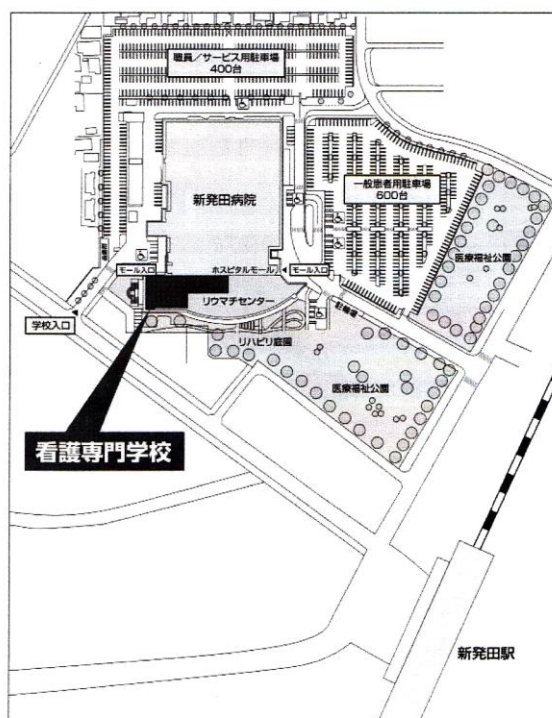 職員／サービス用駐車場
400台
新発田病院
一般患者用駐車場
600台
医療福祉公園
モール入口
ホスピタルモール
モール入口
リウマチセンター
学校入口
駐輪場
リハビリ庭園
医療福祉公園
看護専門学校
新発田駅